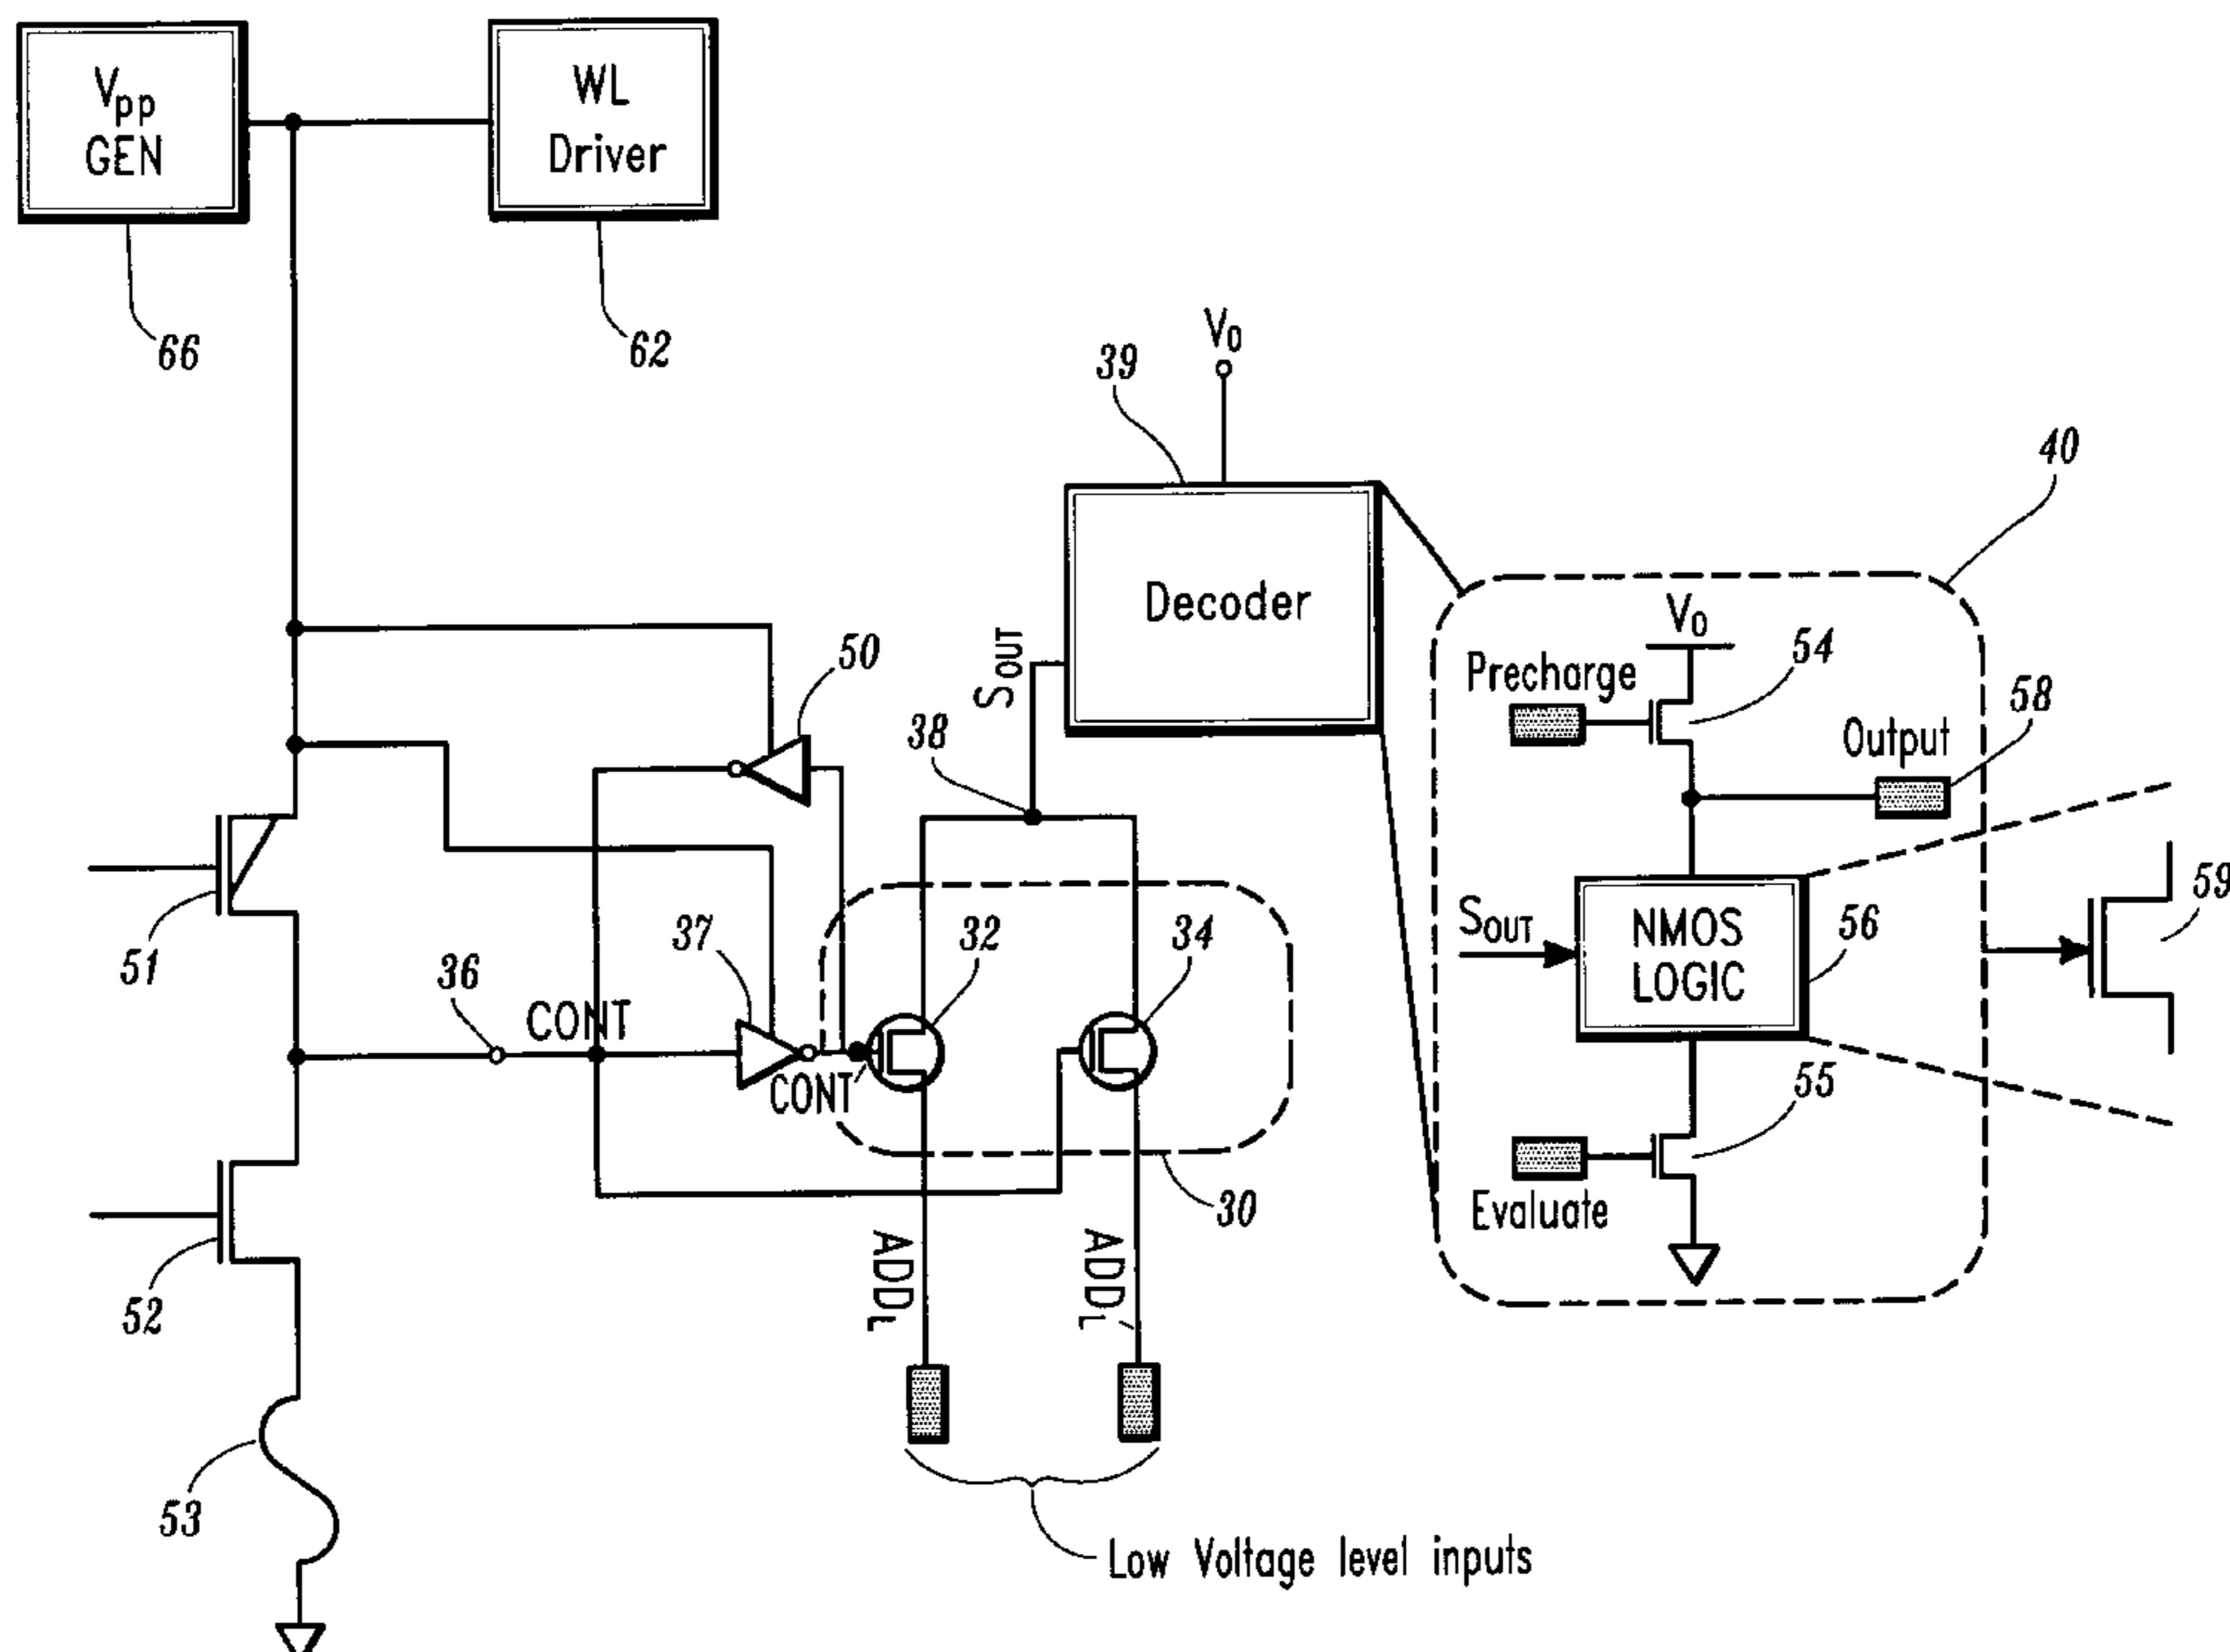 Vpp
GEN
WL
Driver
66
62
V0
39
40
Decoder
SOUT
50
38
V0
54
Precharge
58
Output
51
36
CONT
37
32
34
CONT'
SOUT
NMOS
LOGIC
56
59
55
30
Evaluate
52
ADDL
ADDL'
53
Low Voltage level inputs